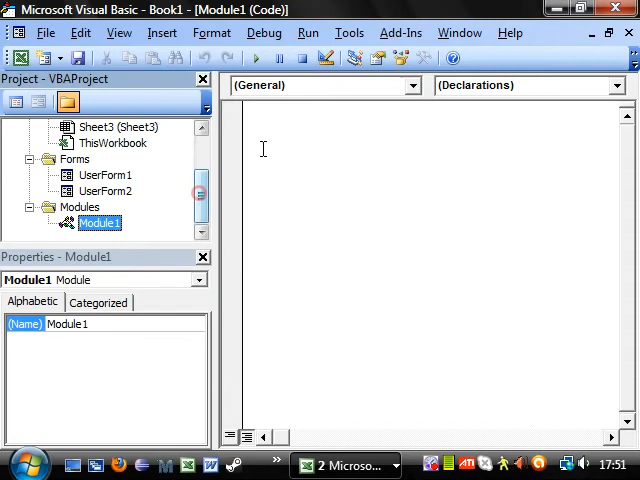 Microsoft Visual Basic - Book1 - [Module1 (Code)]
File Edit View Insert Format Debug Run Tools Add-Ins Window Help
Project - VBAProject
(General)
(Declarations)
Sheet3 (Sheet3)
ThisWorkbook
Forms
UserForm1
UserForm2
Modules
Module1
Properties - Module1
Module1 Module
Alphabetic Categorized
(Name) Module1
2 Microso...
ATI
17:51